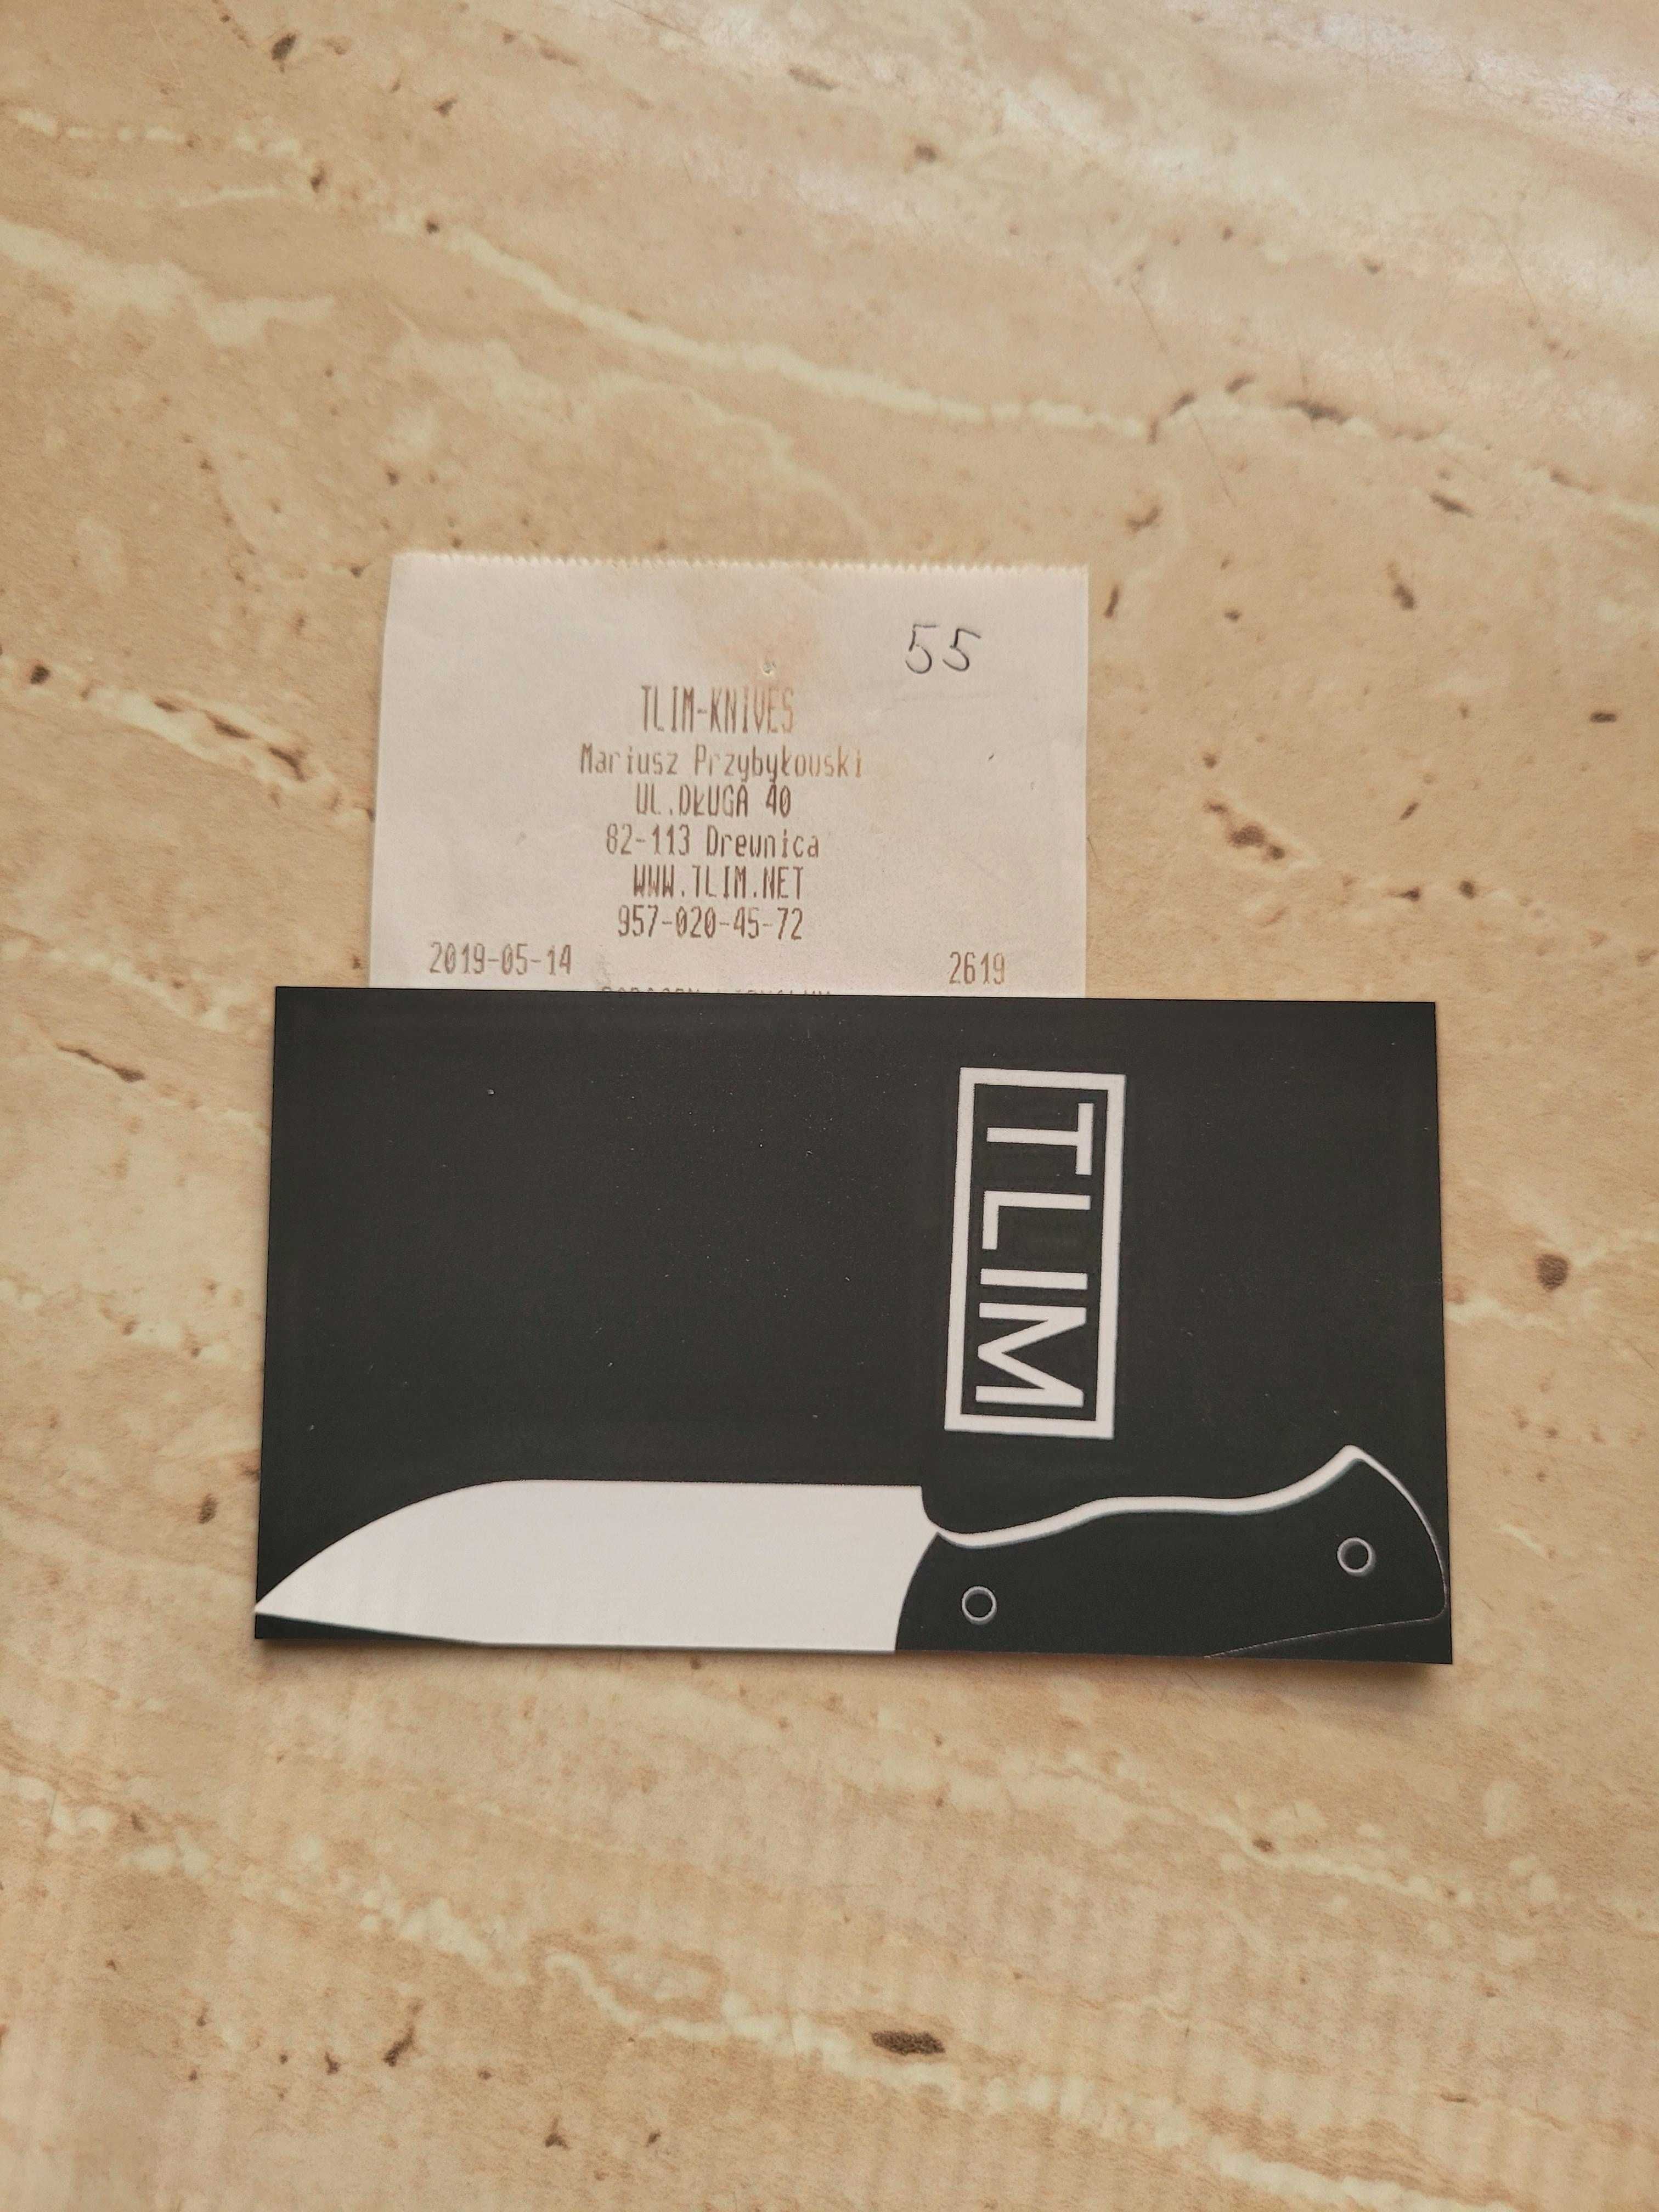 55
TLIM-KNIVES
Mariusz Przybyłowski
UL.DŁUGA 40
82-113 Drewnica
WWW.TLIM.NET
957-020-45-72
2019-05-14 2619
TLIM